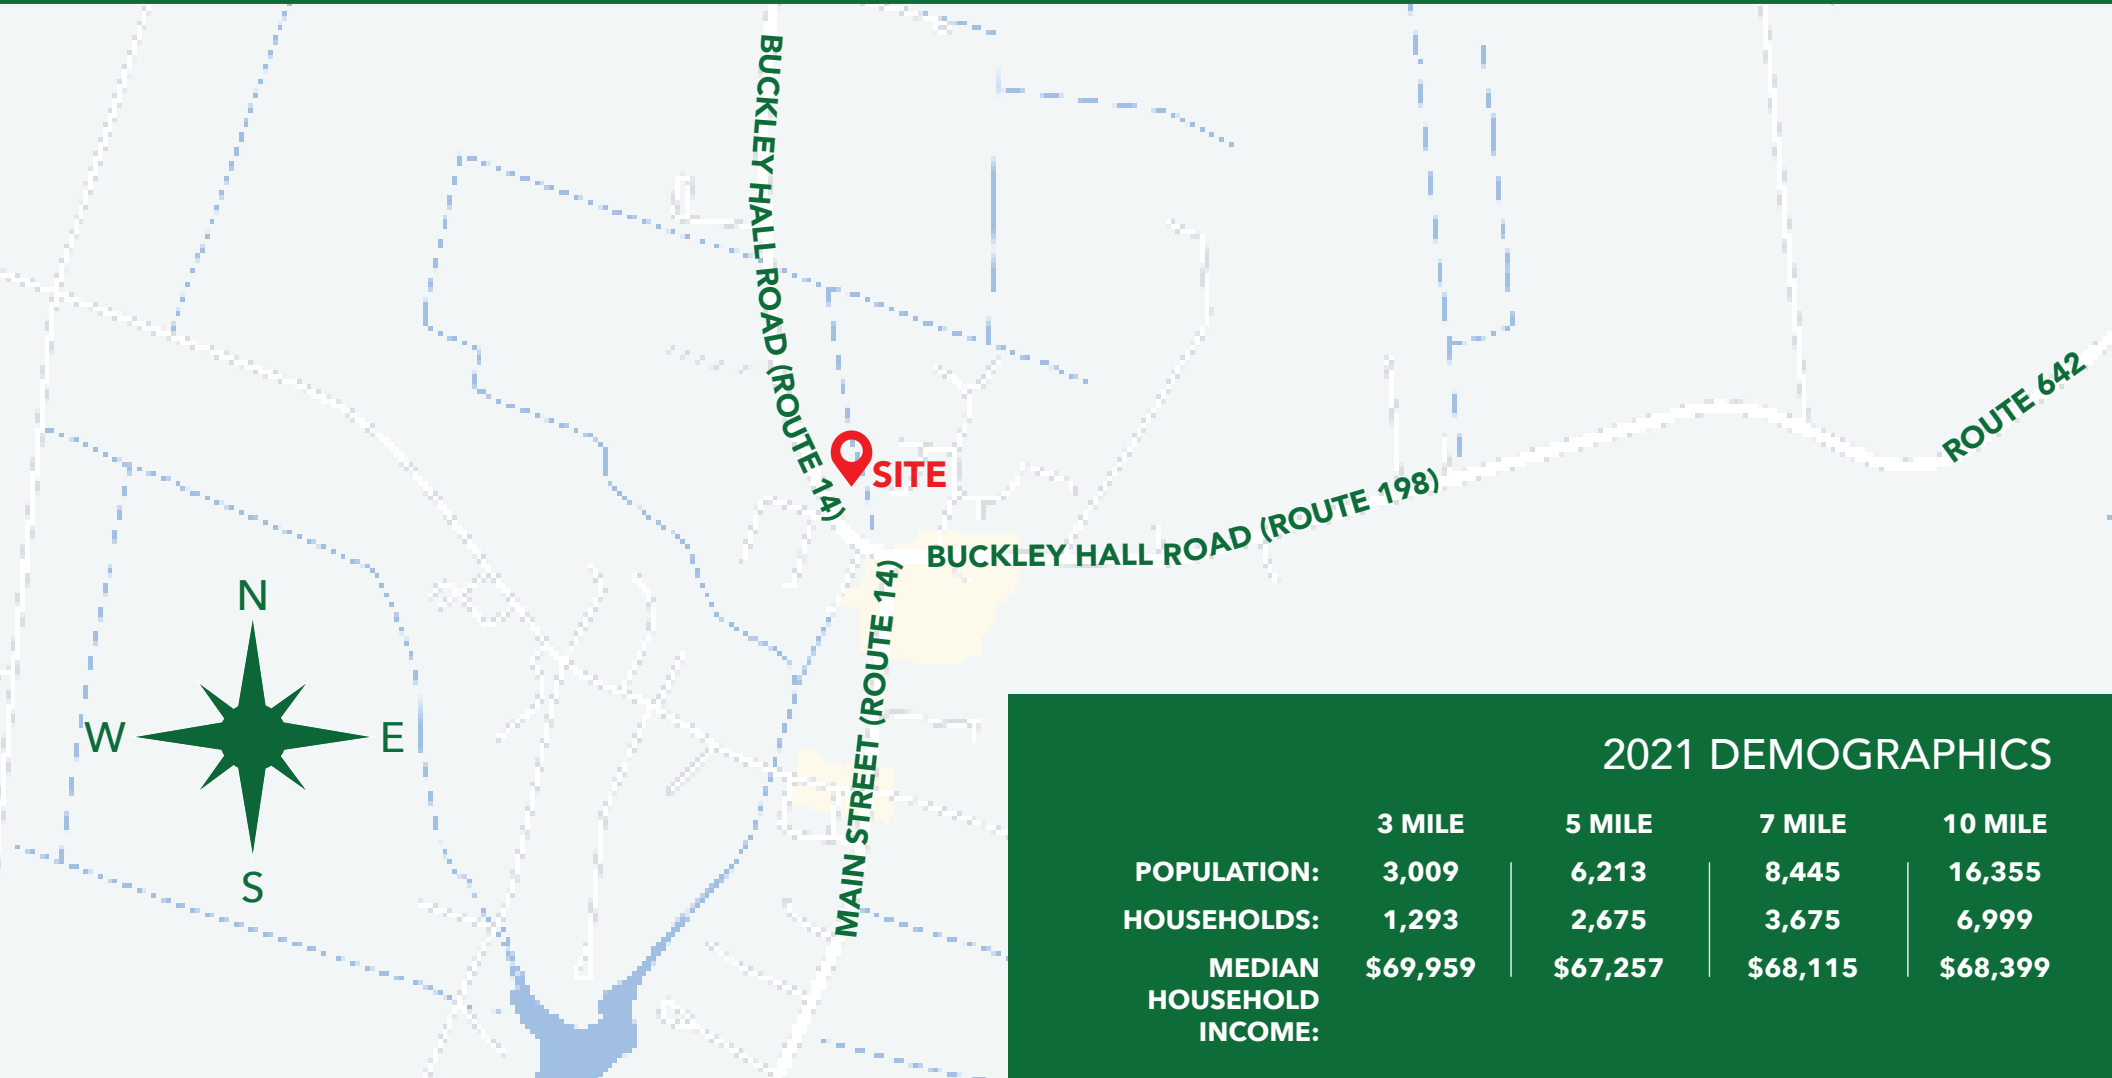 BUCKLEY HALL ROAD (ROUTE 14)
ROUTE 642
SITE
BUCKLEY HALL ROAD (ROUTE 198)
MAIN STREET (ROUTE 14)
N
W E
S
2021 DEMOGRAPHICS
3 MILE 5 MILE 7 MILE 10 MILE
POPULATION: 3,009 6,213 8,445 16,355
HOUSEHOLDS: 1,293 2,675 3,675 6,999
MEDIAN $69,959 $67,257 $68,115 $68,399
HOUSEHOLD
INCOME: